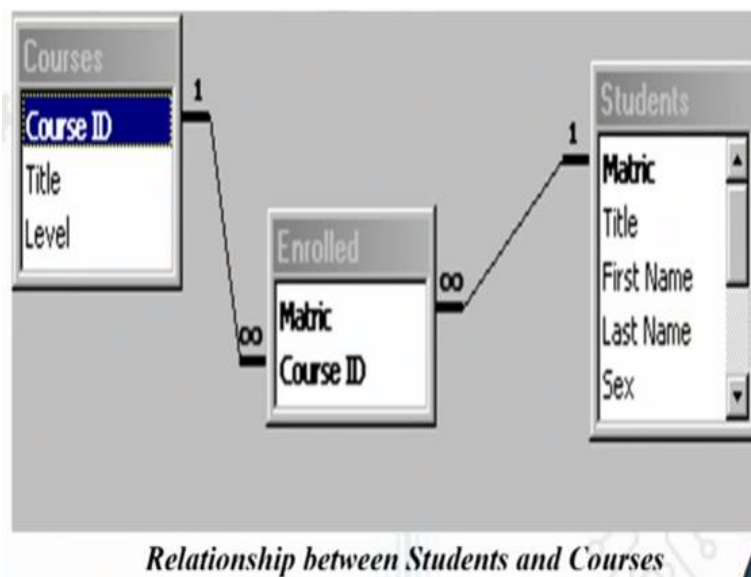 Courses
Course ID
Title
Level
1
∞
Enrolled
Matric
Course ID
∞
1
Students
Matric
Title
First Name
Last Name
Sex
Relationship between Students and Courses